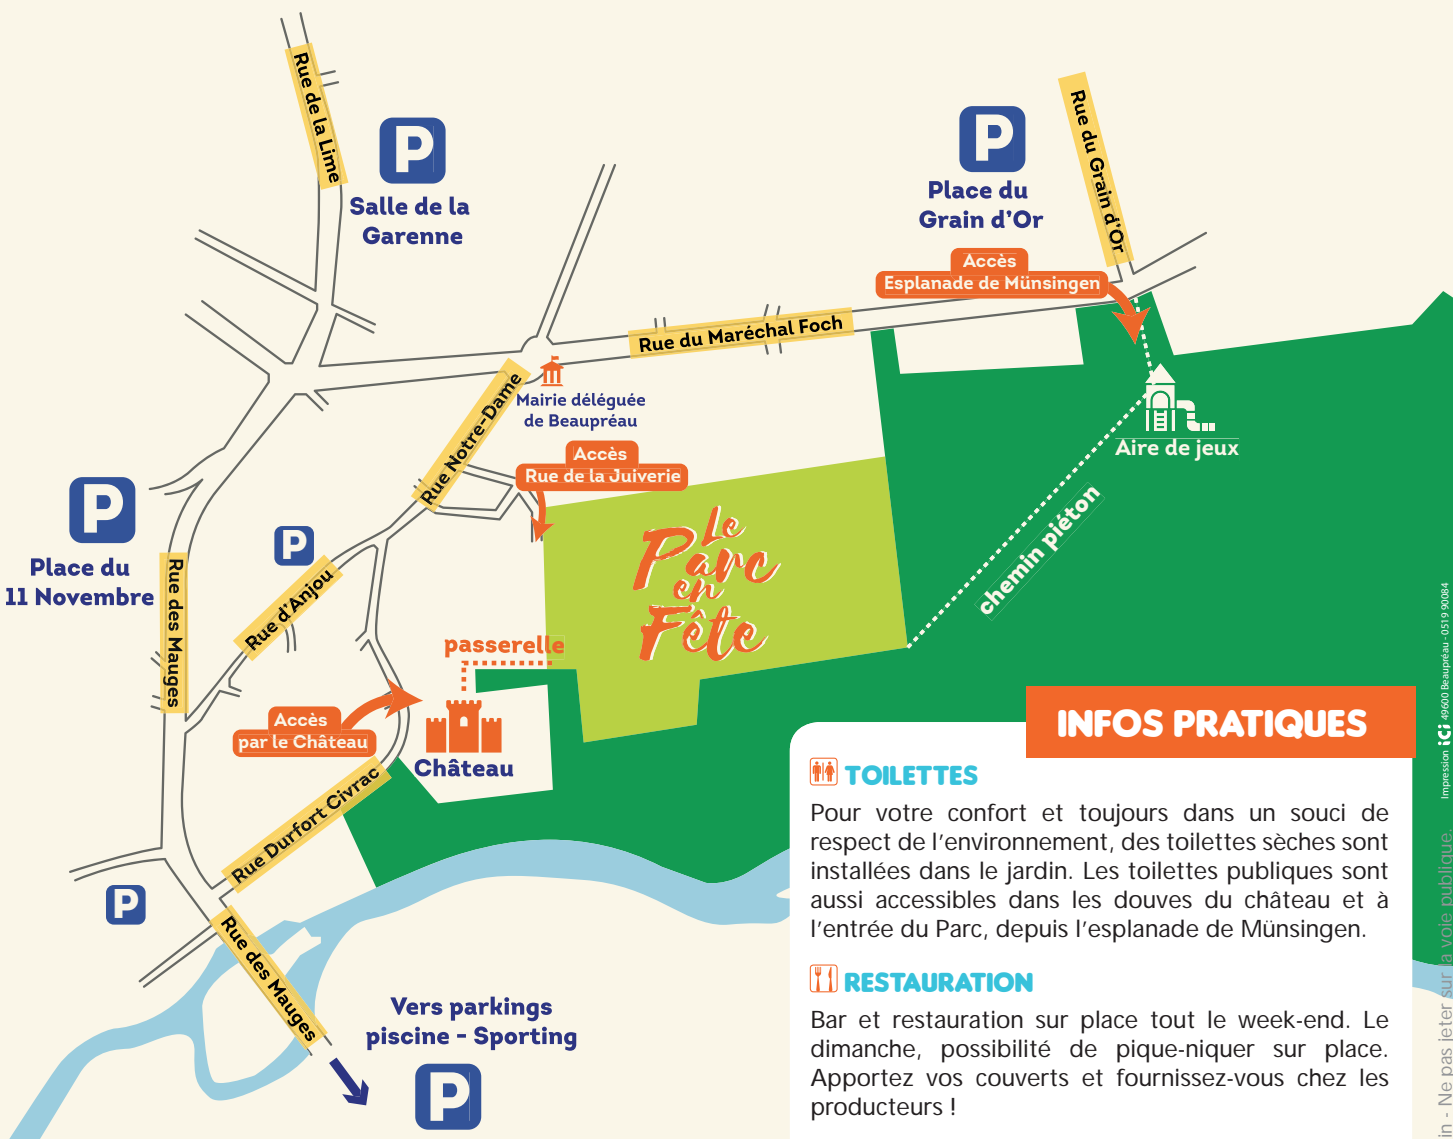 Rue de la Lime
P
Salle de la
Garenne
P
Place du
Grain d'Or
Rue du Grain d'Or
Accès
Esplanade de Münsingen
Rue du Maréchal Foch
Mairie déléguée
de Beaupréau
Rue Notre-Dame
Accès
Rue de la Juiverie
Aire de jeux
chemin piéton
P
Place du
11 Novembre
P
Rue des Mauges
Rue d'Anjou
Le
Parc
en
Fête
passerelle
Accès
par le Château
Château
Rue Durfort Civrac
P
Rue des Mauges
Vers parkings
piscine - Sporting
P
INFOS PRATIQUES
TOILETTES
Pour votre confort et toujours dans un souci de
respect de l'environnement, des toilettes sèches sont
installées dans le jardin. Les toilettes publiques sont
aussi accessibles dans les douves du château et à
l'entrée du Parc, depuis l'esplanade de Münsingen.
RESTAURATION
Bar et restauration sur place tout le week-end. Le
dimanche, possibilité de pique-niquer sur place.
Apportez vos couverts et fournissez-vous chez les
producteurs !
Impression ici 49600 Beaupréau - 0519 90084
- Ne pas jeter sur la voie publique.